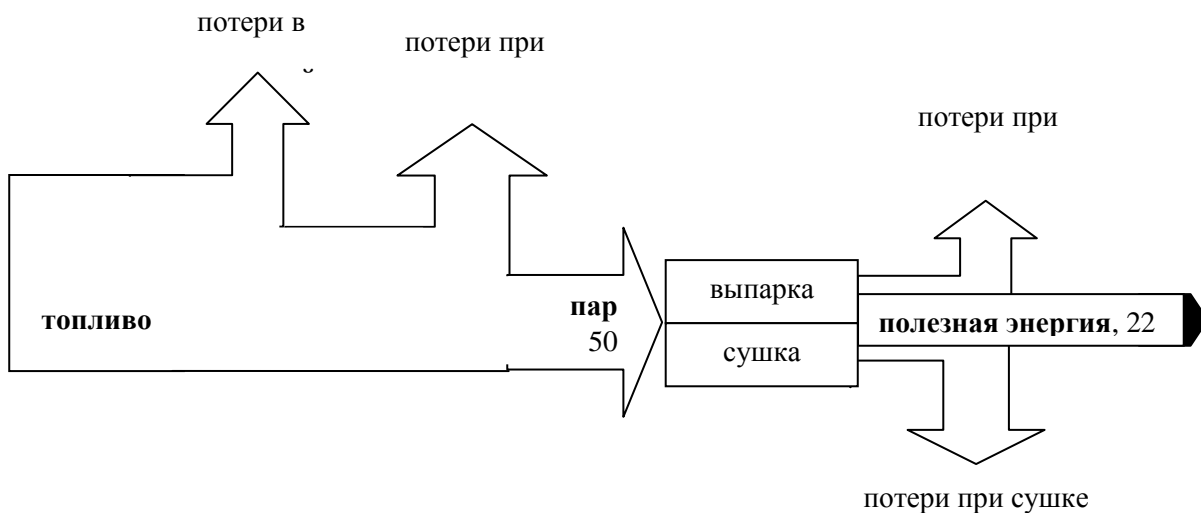 потери в
потери при
потери при
топливо
пар
50
выпарка
сушка
полезная энергия, 22
потери при сушке